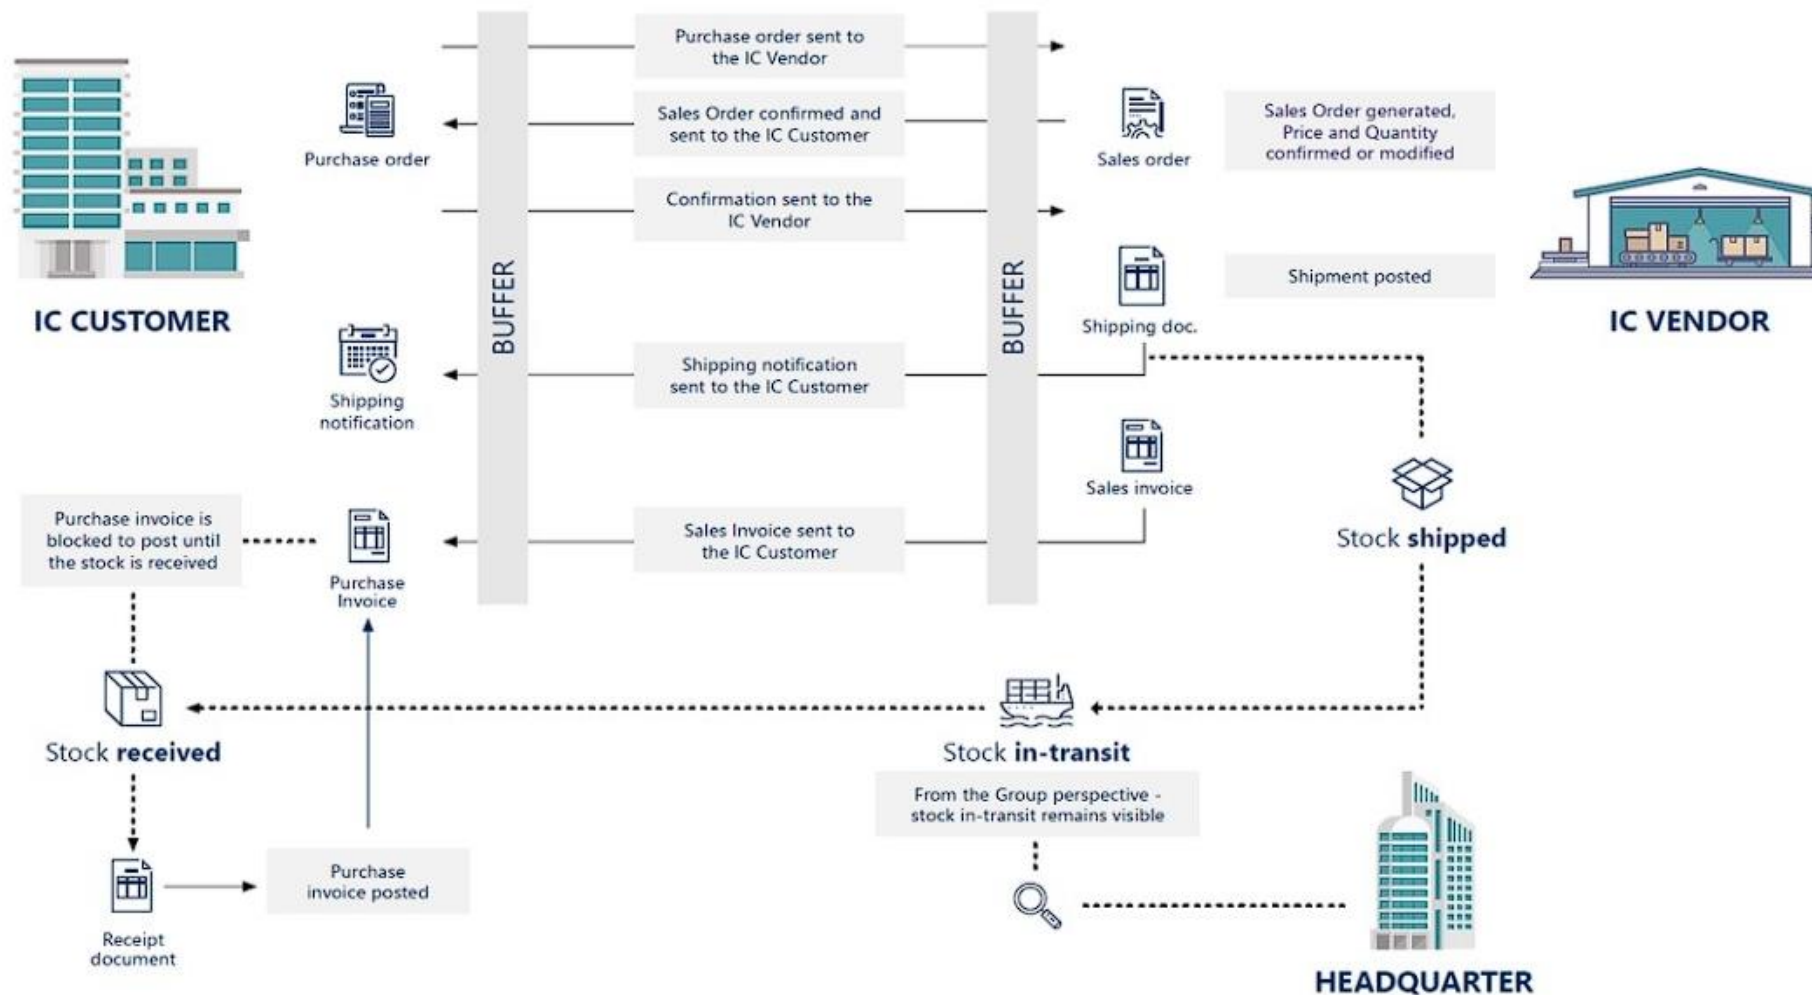 Purchase order sent to
the IC Vendor
Purchase order
Sales Order confirmed and
sent to the IC Customer
Sales order
Sales Order generated,
Price and Quantity
confirmed or modified
Confirmation sent to the
IC Vendor
IC CUSTOMER
BUFFER
BUFFER
Shipping doc.
Shipment posted
IC VENDOR
Shipping
notification
Shipping notification
sent to the IC Customer
Sales invoice
Purchase invoice is
blocked to post until
the stock is received
Purchase
Invoice
Sales Invoice sent to
the IC Customer
Stock shipped
Stock received
Stock in-transit
From the Group perspective -
stock in-transit remains visible
Receipt
document
Purchase
invoice posted
HEADQUARTER